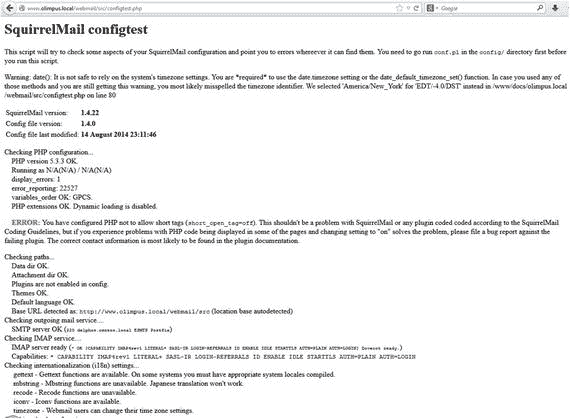 www.olimpus.local/webmail/src/configtest.php
Google
SquirrelMail configtest
This script will try to check some aspects of your SquirrelMail configuration and point you to errors whereever it can find them. You need to go run conf.pl in the config/ directory first before
you run this script.
Warning: date(): It is not safe to rely on the system's timezone settings. You are *required* to use the date.timezone setting or the date_default_timezone_set() function. In case you used any of
those methods and you are still getting this warning, you most likely misspelled the timezone identifier. We selected 'America/New_York' for 'EDT/-4.0/DST' instead in /www/docs/olimpus.local
/webmail/src/configtest.php on line 80
SquirrelMail version: 1.4.22
Config file version: 1.4.0
Config file last modified: 14 August 2014 23:11:46
Checking PHP configuration...
PHP version 5.3.3 OK.
Running as N/A(N/A) / N/A(N/A)
display_errors: 1
error_reporting: 22527
variables_order OK: GPCS.
PHP extensions OK. Dynamic loading is disabled.
ERROR: You have configured PHP not to allow short tags (short_open_tag=off). This shouldn't be a problem with SquirrelMail or any plugin coded coded according to the SquirrelMail
Coding Guidelines, but if you experience problems with PHP code being displayed in some of the pages and changing setting to "on" solves the problem, please file a bug report against the
failing plugin. The correct contact information is most likely to be found in the plugin documentation.
Checking paths...
Data dir OK.
Attachment dir OK.
Plugins are not enabled in config.
Themes OK.
Default language OK.
Base URL detected as: http://www.olimpus.local/webmail/src (location base autodetected)
Checking outgoing mail service....
SMTP server OK (220 ESMTP Postfix)
Checking IMAP service....
IMAP server ready (* OK [CAPABILITY IMAP4rev1 LITERAL+ SASL-IR LOGIN-REFERRALS ID ENABLE IDLE STARTTLS AUTH=PLAIN AUTH=LOGIN] Dovecot ready.)
Capabilities: * CAPABILITY IMAP4rev1 LITERAL+ SASL-IR LOGIN-REFERRALS ID ENABLE IDLE STARTTLS AUTH=PLAIN AUTH=LOGIN
Checking internationalization (i18n) settings...
gettext - Gettext functions are available. On some systems you must have appropriate system locales compiled.
mbstring - Mbstring functions are unavailable. Japanese translation won't work.
recode - Recode functions are unavailable.
iconv - Iconv functions are available.
timezone - Webmail users can change their time zone settings.